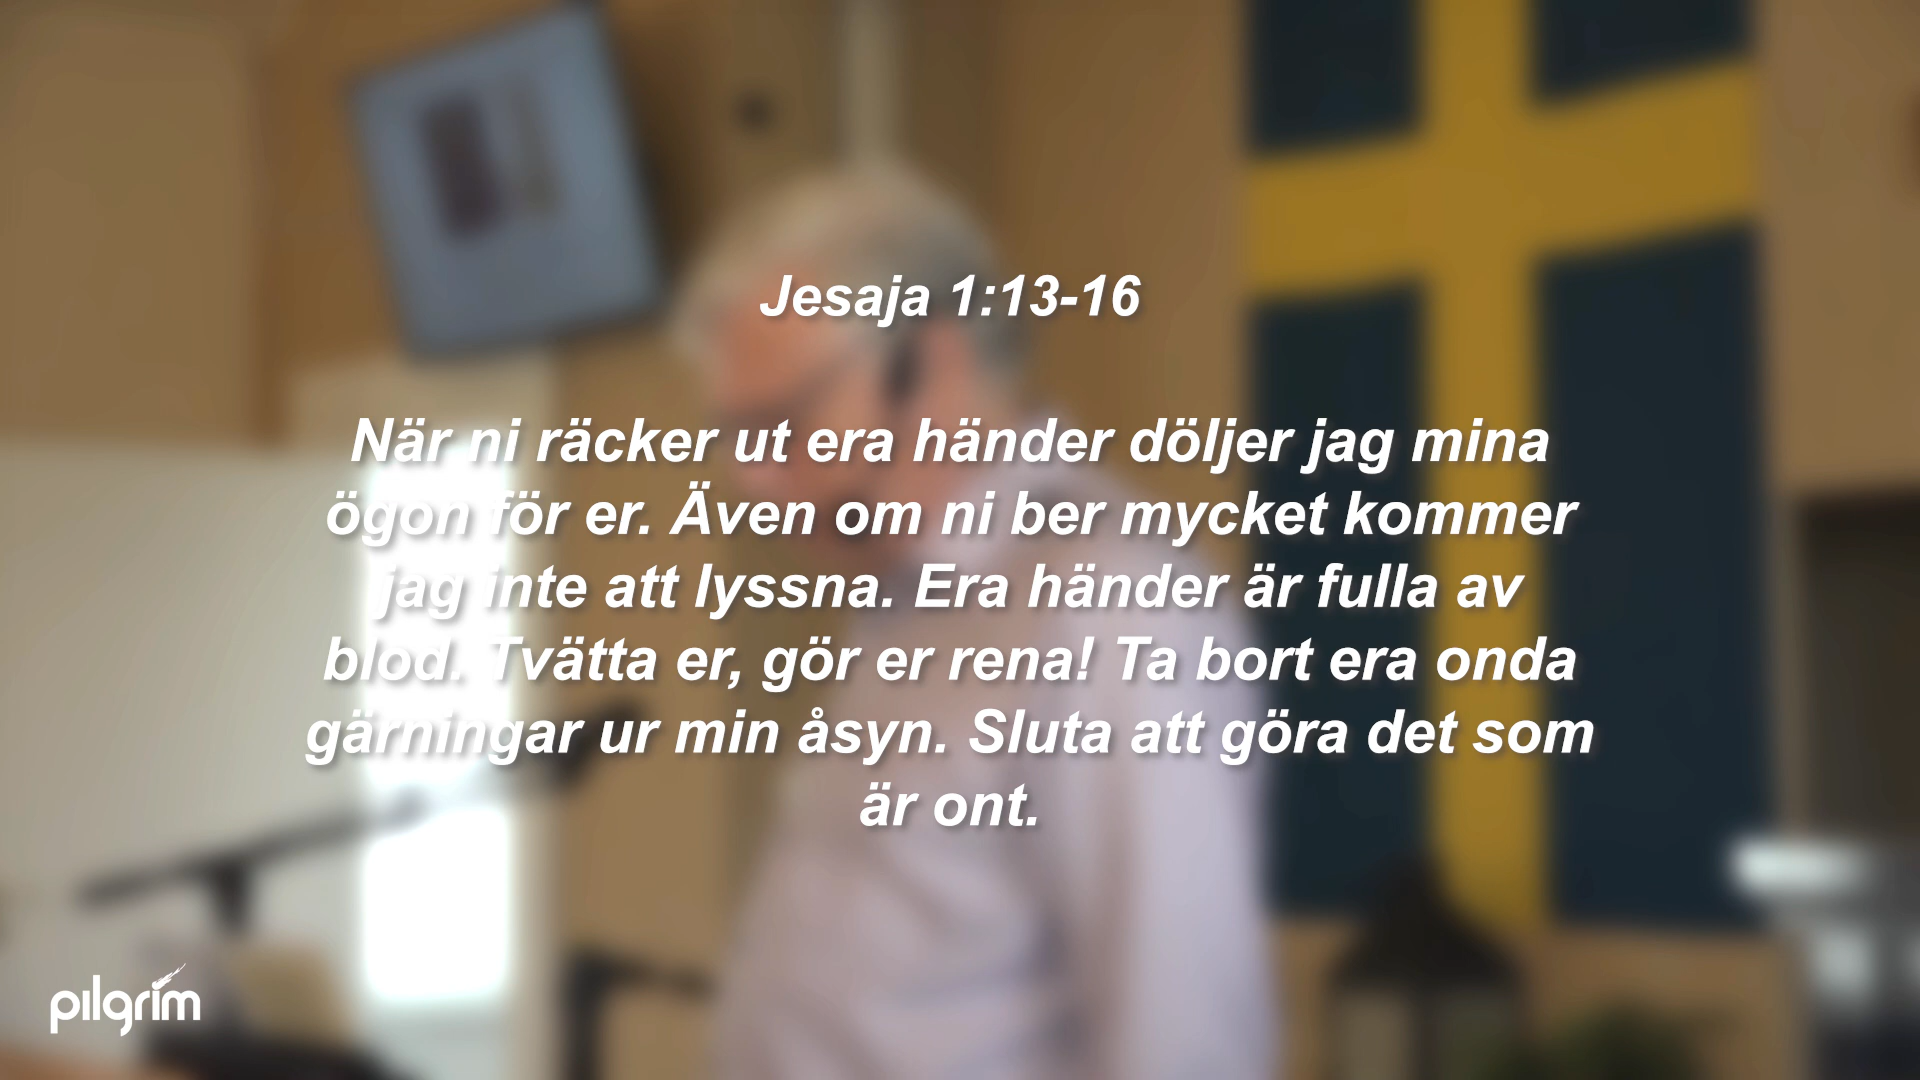 Jesaja 1:13-16
När ni räcker ut era händer döljer jag mina
ögon för er. Även om ni ber mycket kommer
jag inte att lyssna. Era händer är fulla av
blod. Tvätta er, gör er rena! Ta bort era onda
gärningar ur min åsyn. Sluta att göra det som
är ont.
pilgrim